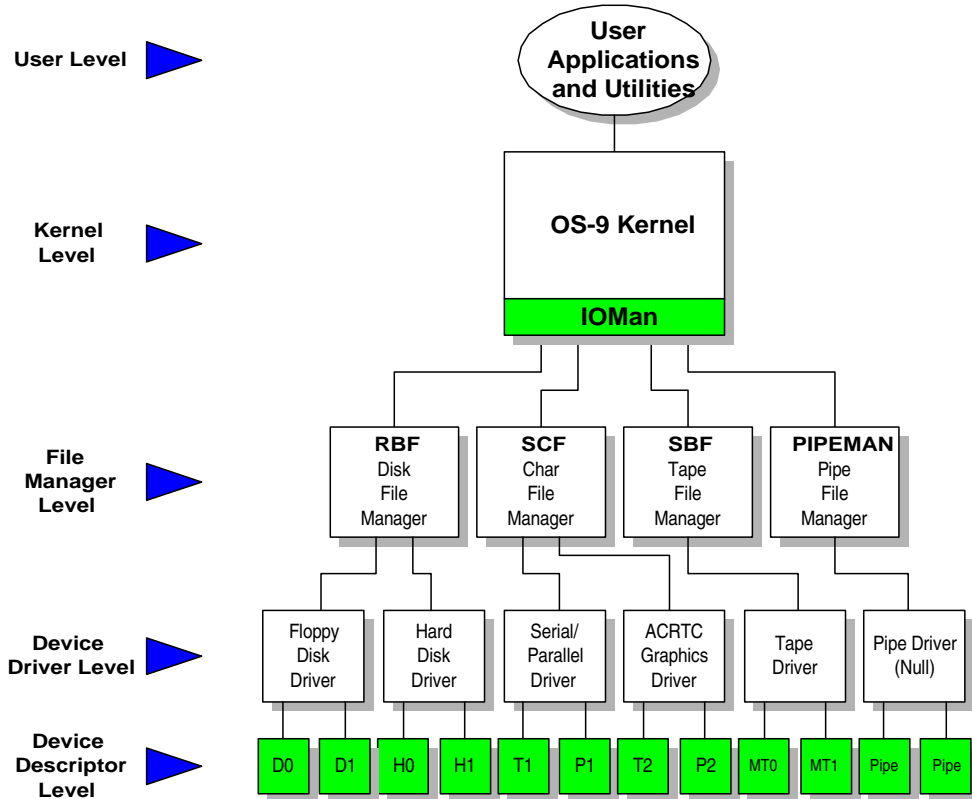 User Level
User
Applications
and Utilities
Kernel
Level
OS-9 Kernel
IOMan
File
Manager
Level
RBF
Disk
File
Manager
SCF
Char
File
Manager
SBF
Tape
File
Manager
PIPEMAN
Pipe
File
Manager
Device
Driver Level
Floppy
Disk
Driver
Hard
Disk
Driver
Serial/
Parallel
Driver
ACRTC
Graphics
Driver
Tape
Driver
Pipe Driver
(Null)
Device
Descriptor
Level
D0
D1
H0
H1
T1
P1
T2
P2
MT0
MT1
Pipe
Pipe